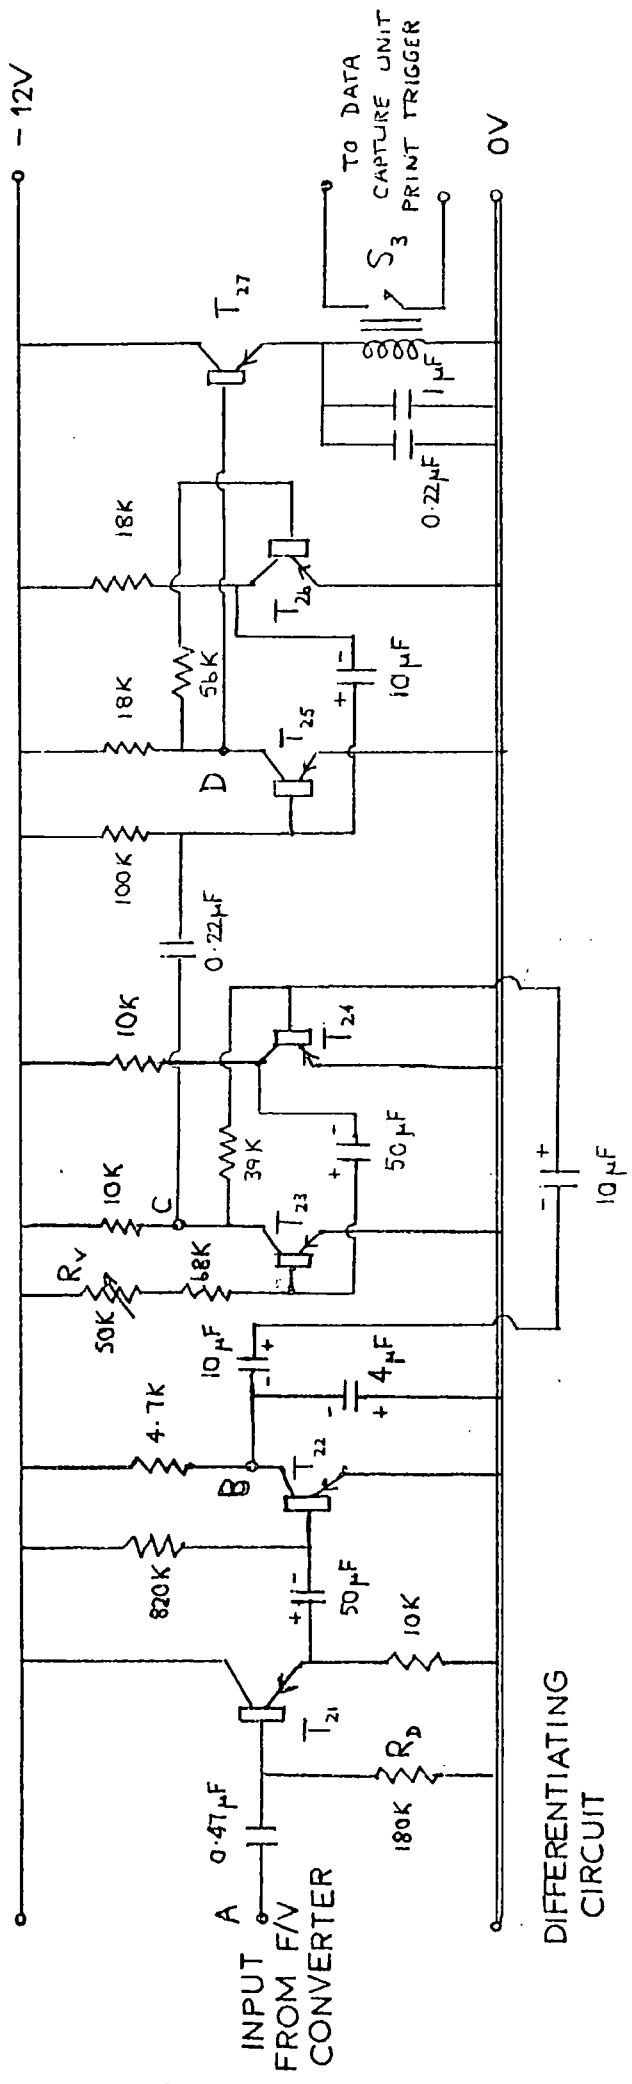 - 12V
TO DATA
CAPTURE UNIT
PRINT TRIGGER
0V
S3
T27
1µF
0.22µF
18K
T26
56K
18K
T25
10µF
D
100K
0.22µF
10K
T24
39K
50µF
10µF
10K
C
T23
RV
50K
68K
10µF
4µF
4.7K
B
T22
820K
50µF
10K
T21
RD
180K
0.47µF
A
INPUT
FROM F/V
CONVERTER
DIFFERENTIATING
CIRCUIT
+
-
+
-
+
-
+
-
+
-
+
-